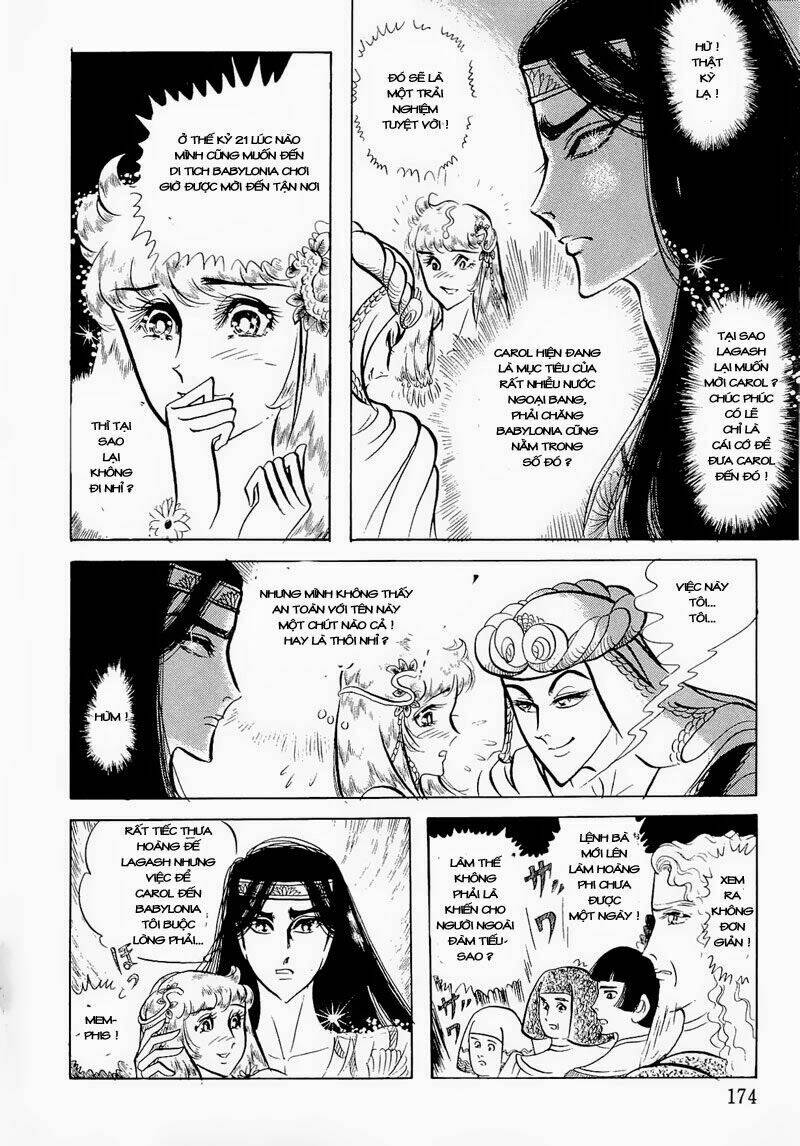 HỪ !
THẬT
KỲ
LẠ !
ĐÓ SẼ LÀ
MỘT TRẢI
NGHIỆM
TUYỆT VỜI !
TẠI SAO
LAGASH
LẠI MUỐN
MỜI CAROL ?
CHÚC PHÚC
CÓ LẼ
CHỈ LÀ
CÁI CỚ ĐỂ
ĐƯA CAROL
ĐẾN ĐÓ !
CAROL HIỆN ĐANG
LÀ MỤC TIÊU CỦA
RẤT NHIỀU NƯỚC
NGOẠI BANG,
PHẢI CHĂNG
BABYLONIA CŨNG
NẰM TRONG
SỐ ĐÓ ?
Ở THẾ KỶ 21 LÚC NÀO
MÌNH CŨNG MUỐN ĐẾN
DI TÍCH BABYLONIA CHƠI
GIỜ ĐƯỢC MỜI ĐẾN TẬN NƠI
THÌ TẠI
SAO
LẠI
KHÔNG
ĐI NHỈ ?
VIỆC NÀY
TÔI...
TÔI...
NHƯNG MÌNH KHÔNG THẤY
AN TOÀN VỚI TÊN NÀY
MỘT CHÚT NÀO CẢ !
HAY LÀ THÔI NHỈ ?
HỪM !
XEM
RA
KHÔNG
ĐƠN
GIẢN !
LỆNH BÀ
MỚI LÊN
LÀM HOÀNG
PHI CHƯA
ĐƯỢC
MỘT NGÀY !
LÀM THẾ
KHÔNG
PHẢI LÀ
KHIẾN CHO
NGƯỜI NGOÀI
ĐÀM TIẾU
SAO ?
ザワ
ザワ
RẤT TIẾC THƯA
HOÀNG ĐẾ
LAGASH NHƯNG
VIỆC ĐỂ
CAROL ĐẾN
BABYLONIA
TÔI BUỘC
LÒNG PHẢI...
MEM-
PHIS !
174